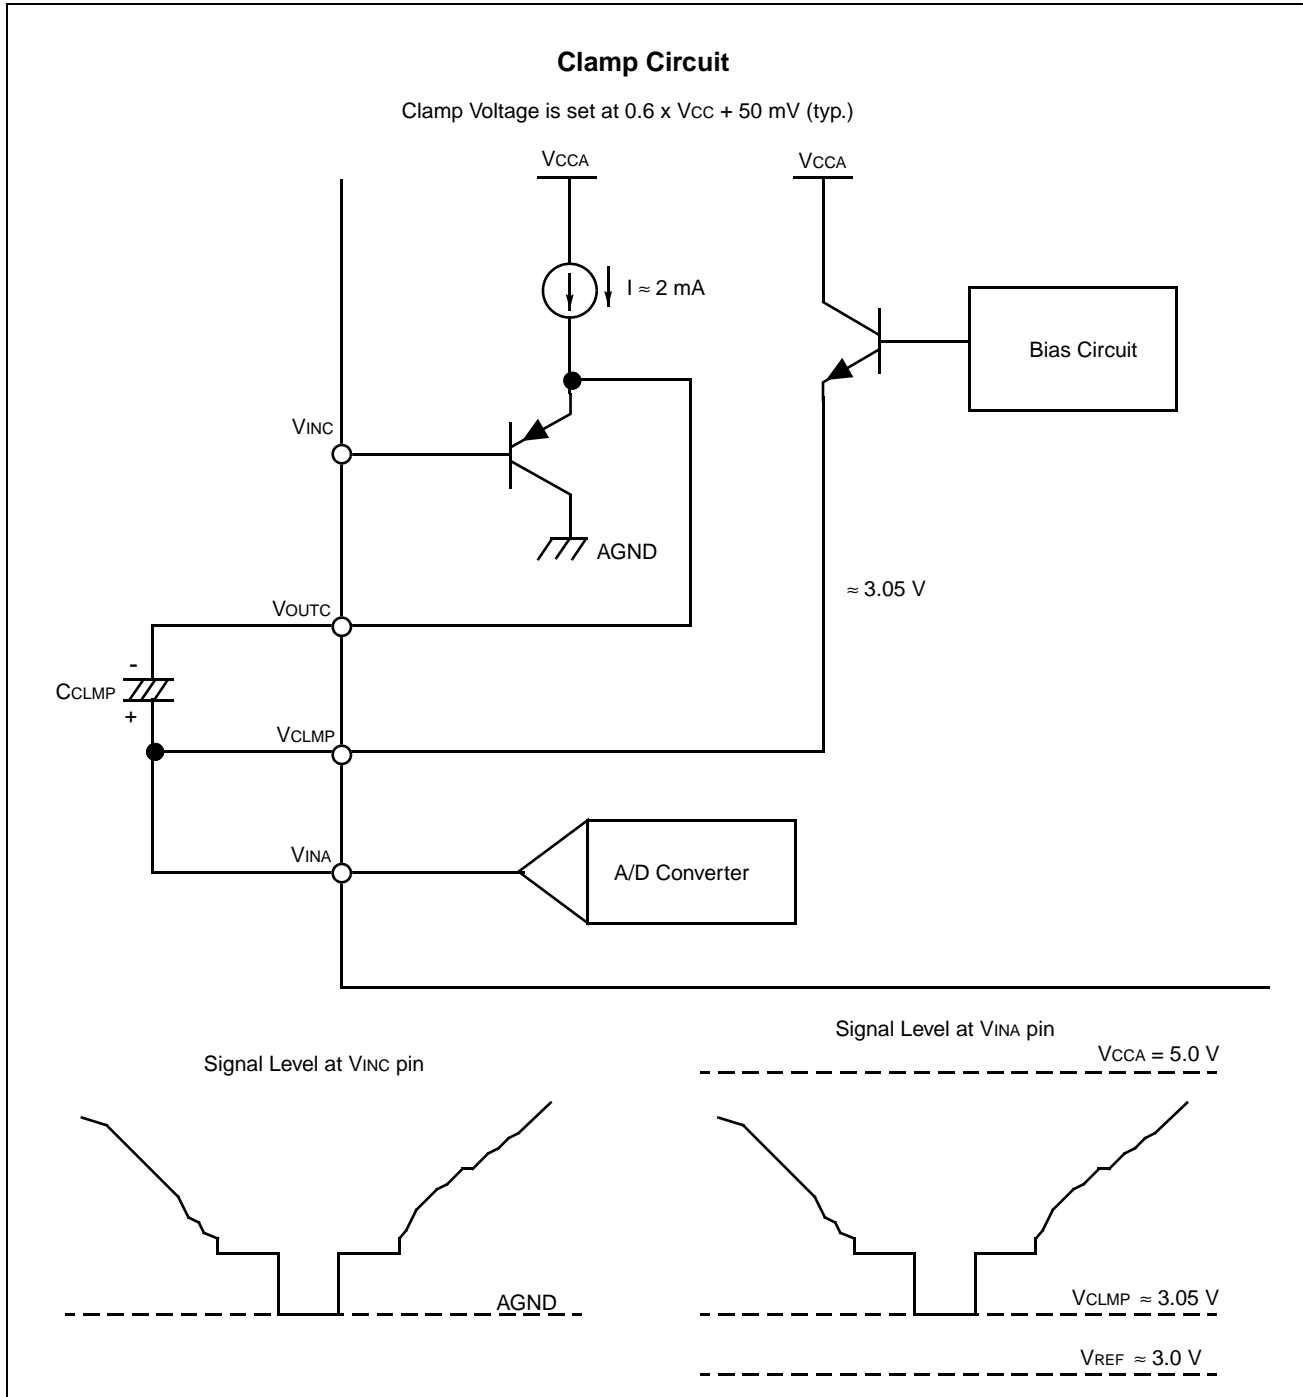 Clamp Circuit
Clamp Voltage is set at 0.6 x VCC + 50 mV (typ.)
VCCA
VCCA
I ≈ 2 mA
Bias Circuit
VINC
AGND
≈ 3.05 V
VOUTC
-
CCLMP
+
VCLMP
VINA
A/D Converter
Signal Level at VINC pin
Signal Level at VINA pin
VCCA = 5.0 V
AGND
VCLMP ≈ 3.05 V
VREF ≈ 3.0 V